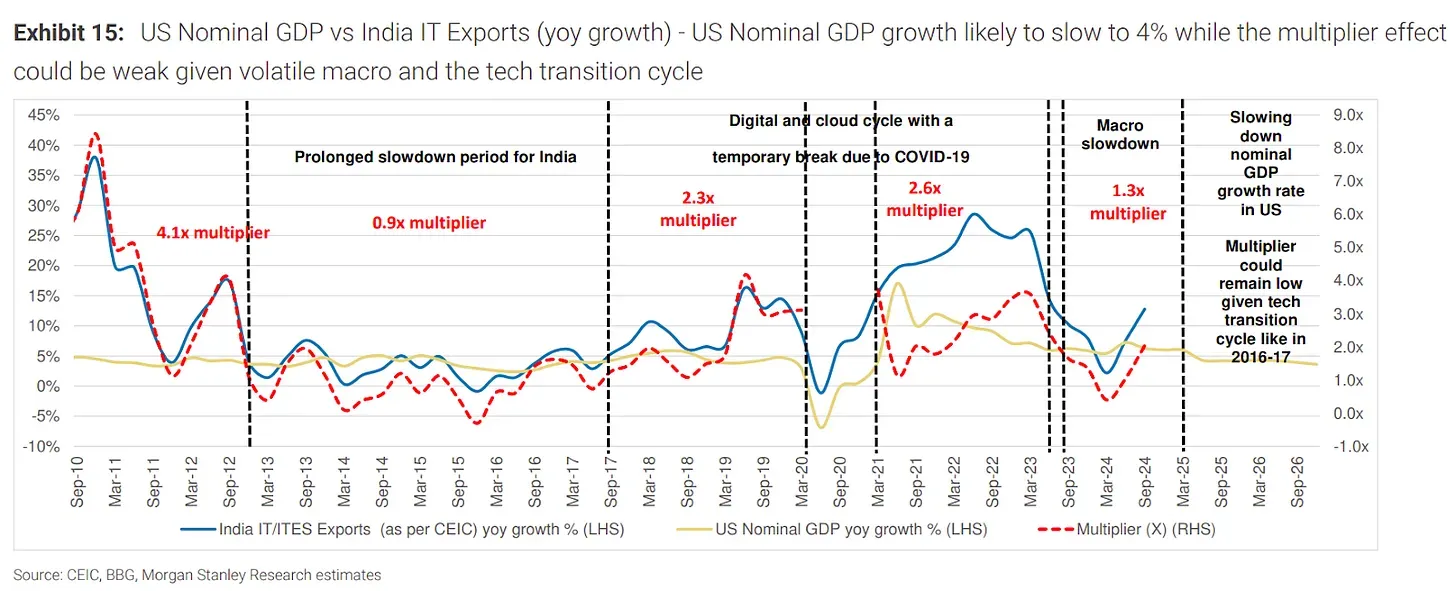 Exhibit 15: US Nominal GDP vs India IT Exports (yoy growth) - US Nominal GDP growth likely to slow to 4% while the multiplier effect
could be weak given volatile macro and the tech transition cycle
45%
40%
35%
30%
25%
20%
15%
10%
5%
0%
-5%
-10%
Prolonged slowdown period for India
Digital and cloud cycle with a
temporary break due to COVID-19
Macro
slowdown
Slowing
down
nominal
GDP
growth rate
in US
Multiplier
could
remain low
given tech
transition
cycle like in
2016-17
4.1x multiplier
0.9x multiplier
2.3x
multiplier
2.6x
multiplier
1.3x
multiplier
9.0x
8.0x
7.0x
6.0x
5.0x
4.0x
3.0x
2.0x
1.0x
0.0x
-1.0x
Sep-10
Mar-11
Sep-11
Mar-12
Sep-12
Mar-13
Sep-13
Mar-14
Sep-14
Mar-15
Sep-15
Mar-16
Sep-16
Mar-17
Sep-17
Mar-18
Sep-18
Mar-19
Sep-19
Mar-20
Sep-20
Mar-21
Sep-21
Mar-22
Sep-22
Mar-23
Sep-23
Mar-24
Sep-24
Mar-25
Sep-25
Mar-26
Sep-26
India IT/ITES Exports (as per CEIC) yoy growth % (LHS)
US Nominal GDP yoy growth % (LHS)
Multiplier (X) (RHS)
Source: CEIC, BBG, Morgan Stanley Research estimates